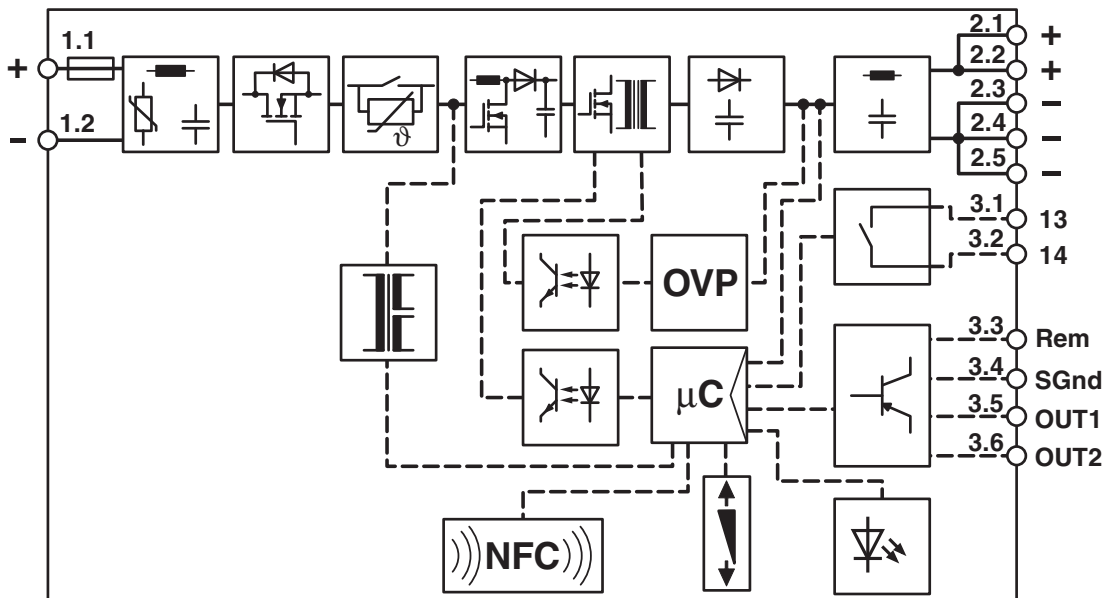 1.1
+
1.2
−
ϑ
2.1
+
2.2
+
2.3
−
2.4
−
2.5
−
3.1
13
3.2
14
OVP
3.3
Rem
3.4
SGnd
3.5
OUT1
3.6
OUT2
μC
NFC